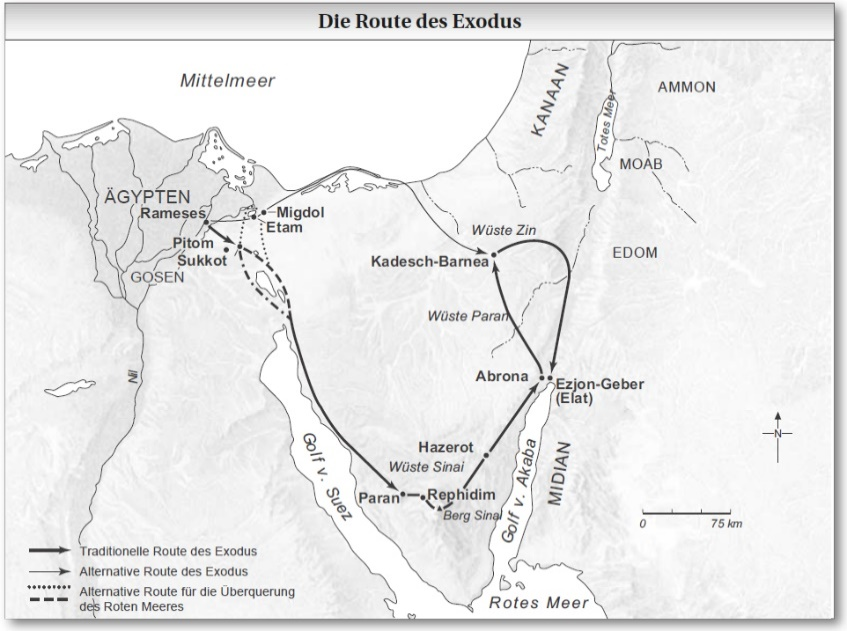 Die Route des Exodus
Mittelmeer
KANAAN
Totes Meer
AMMON
MOAB
ÄGYPTEN
Rameses
Migdol
Etam
Pitom
Sukkot
GOSEN
Wüste Zin
Kadesch-Barnea
EDOM
Wüste Paran
Nil
Abrona
Ezjon-Geber
(Elat)
N
Hazerot
Wüste Sinai
Golf v. Suez
Paran
Rephidim
Berg Sinai
Golf v. Akaba
MIDIAN
0 75 km
Traditionelle Route des Exodus
Alternative Route des Exodus
Alternative Route für die Überquerung
des Roten Meeres
Rotes Meer